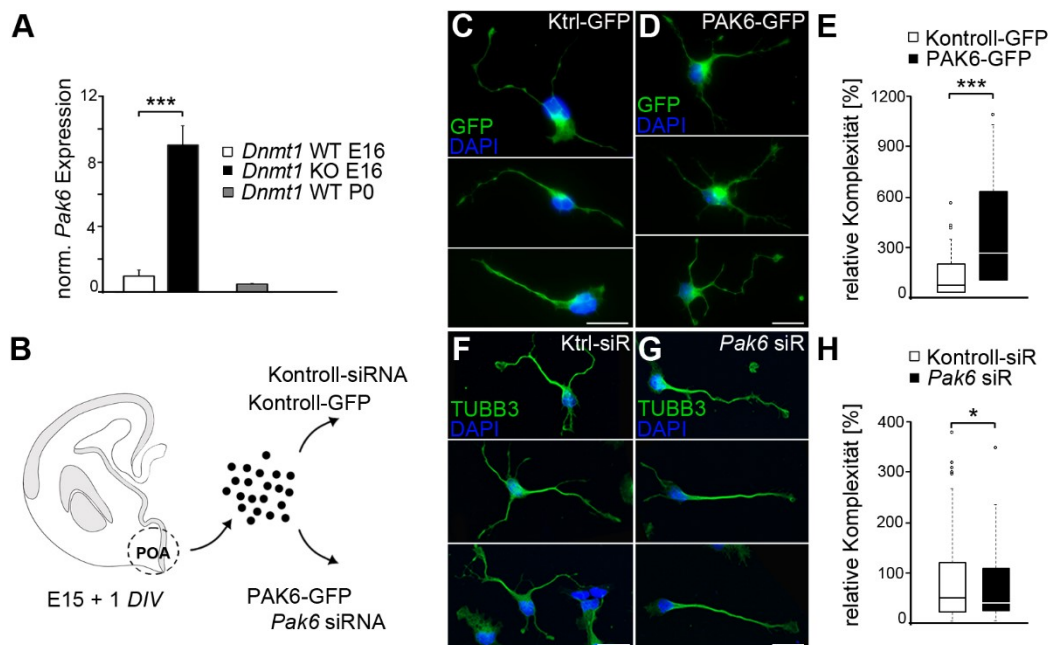 A
12
8
4
0
norm. Pak6 Expression
***
Dnmt1 WT E16
Dnmt1 KO E16
Dnmt1 WT P0
B
POA
E15 + 1 DIV
Kontroll-siRNA
Kontroll-GFP
PAK6-GFP
Pak6 siRNA
C
Ktrl-GFP
GFP
DAPI
D
PAK6-GFP
GFP
DAPI
E
Kontroll-GFP
PAK6-GFP
relative Komplexität [%]
1200
900
600
300
0
***
F
Ktrl-siR
TUBB3
DAPI
G
Pak6 siR
TUBB3
DAPI
H
Kontroll-siR
Pak6 siR
relative Komplexität [%]
400
300
200
100
0
*